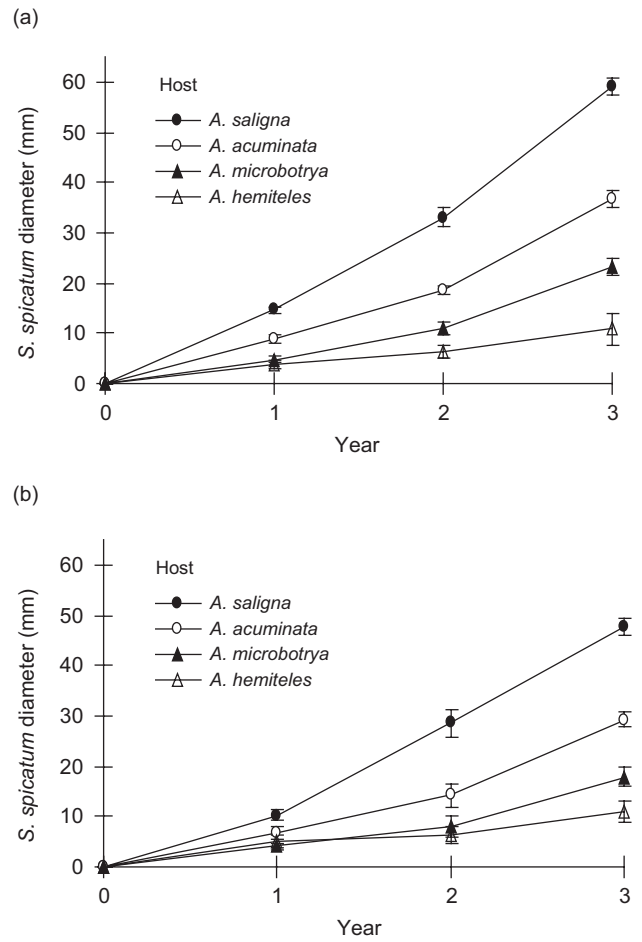 (a)
60
50
40
30
20
10
0
S. spicatum diameter (mm)
Host
A. saligna
A. acuminata
A. microbotrya
A. hemiteles
0 1 2 3
Year
(b)
60
50
40
30
20
10
0
S. spicatum diameter (mm)
Host
A. saligna
A. acuminata
A. microbotrya
A. hemiteles
0 1 2 3
Year